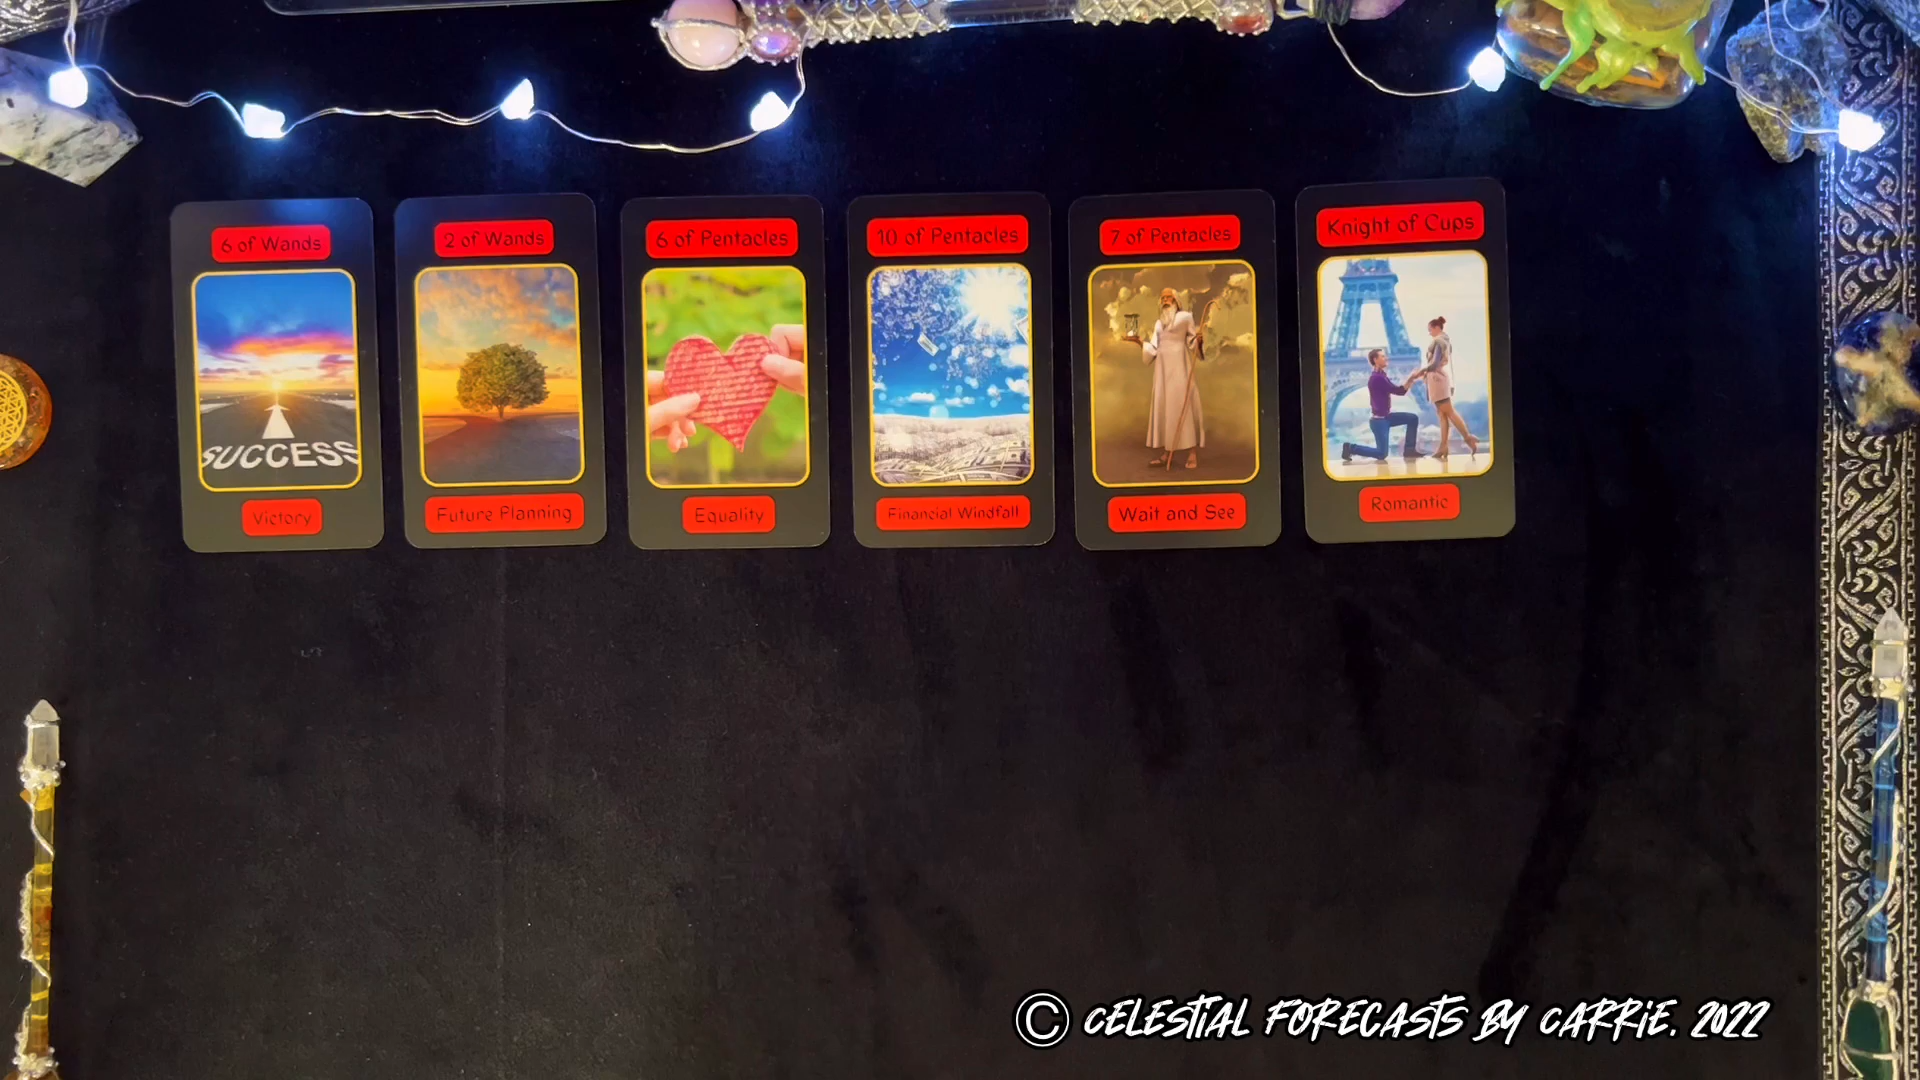 6 of Wands
SUCCESS
Victory
2 of Wands
Future Planning
6 of Pentacles
Equality
10 of Pentacles
Financial Windfall
7 of Pentacles
Wait and See
Knight of Cups
Romantic
© CELESTIAL FORECASTS BY CARRIE. 2022